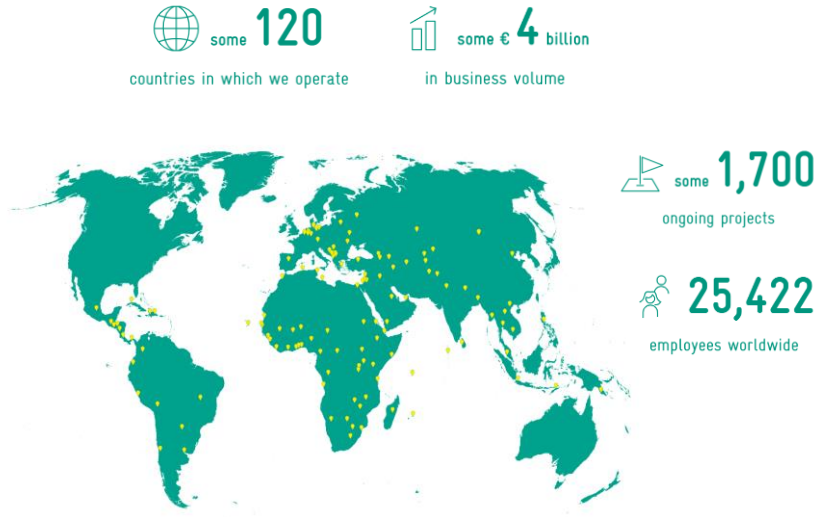 some 120
countries in which we operate
some € 4 billion
in business volume
some 1,700
ongoing projects
25,422
employees worldwide